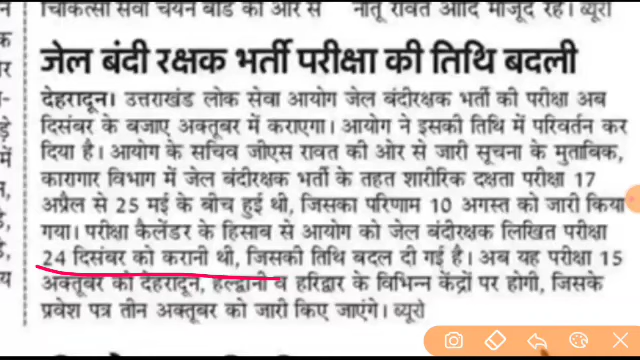 चिकित्सा सेवा चयन बोर्ड की ओर से
नीतू रावत आदि मौजूद रहे। ब्यूरो
जेल बंदी रक्षक भर्ती परीक्षा की तिथि बदली
देहरादून। उत्तराखंड लोक सेवा आयोग जेल बंदीरक्षक भर्ती की परीक्षा अब
दिसंबर के बजाए अक्तूबर में कराएगा। आयोग ने इसकी तिथि में परिवर्तन कर
दिया है। आयोग के सचिव जीएस रावत की ओर से जारी सूचना के मुताबिक,
कारागार विभाग में जेल बंदीरक्षक भर्ती के तहत शारीरिक दक्षता परीक्षा 17
अप्रैल से 25 मई के बीच हुई थी, जिसका परिणाम 10 अगस्त को जारी किया
गया। परीक्षा कैलेंडर के हिसाब से आयोग को जेल बंदीरक्षक लिखित परीक्षा
24 दिसंबर को करानी थी, जिसकी तिथि बदल दी गई है। अब यह परीक्षा 15
अक्तूबर को देहरादून, हल्द्वानी व हरिद्वार के विभिन्न केंद्रों पर होगी, जिसके
प्रवेश पत्र तीन अक्तूबर को जारी किए जाएंगे। ब्यूरो